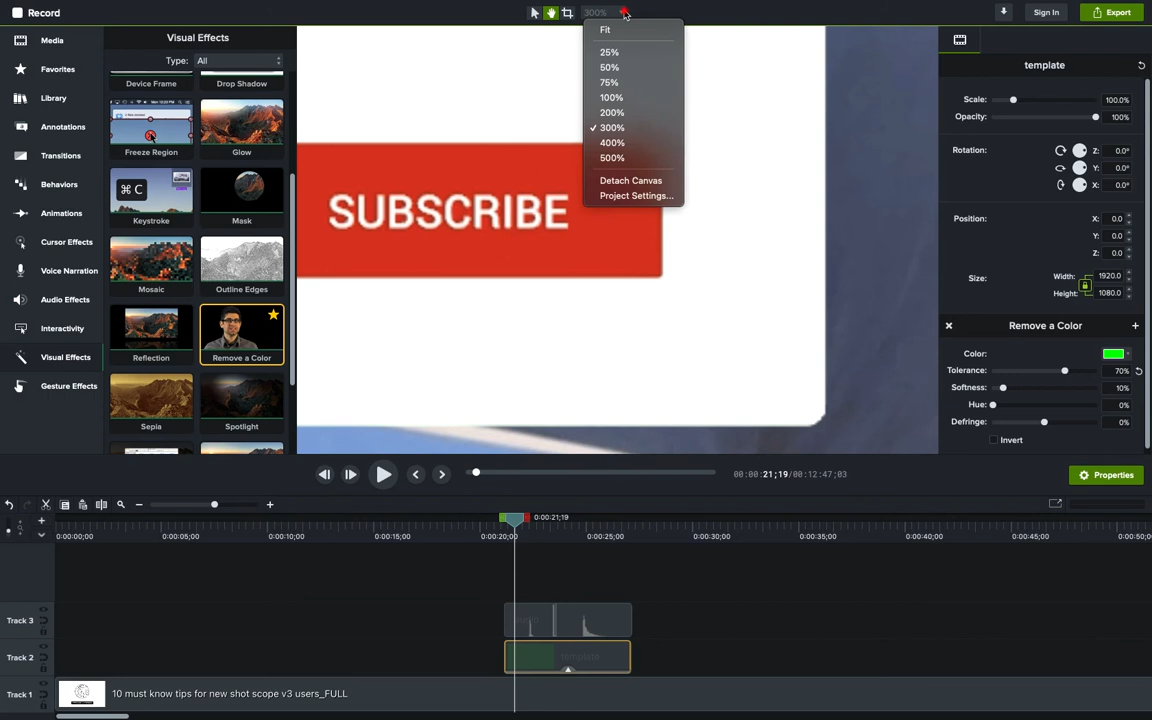 Record
300%
Sign In
Export
Media
Favorites
Library
Annotations
Transitions
Behaviors
Animations
Cursor Effects
Voice Narration
Audio Effects
Interactivity
Visual Effects
Gesture Effects
Visual Effects
Type: All
Device Frame
Drop Shadow
Freeze Region
Glow
⌘ C
Keystroke
Mask
Mosaic
Outline Edges
Reflection
Remove a Color
Sepia
Spotlight
SUBSCRIBE
Fit
25%
50%
75%
100%
200%
✓ 300%
400%
500%
Detach Canvas
Project Settings...
template
Scale: 100.0%
Opacity: 100%
Rotation: Z: 0.0°
Y: 0.0°
X: 0.0°
Position: X: 0.0
Y: 0.0
Z: 0.0
Size: Width: 1920.0
Height: 1080.0
Remove a Color
Color:
Tolerance: 70%
Softness: 10%
Hue: 0%
Defringe: 0%
Invert
00:00:21;19/00:12:47;03
Properties
0:00:21;19
0:00:00;00 0:00:05;00 0:00:10;00 0:00:15;00 0:00:20;00 0:00:25;00 0:00:30;00 0:00:35;00 0:00:40;00 0:00:45;00 0:00:50;0
Track 3
Track 2
template
Track 1
10 must know tips for new shot scope v3 users_FULL